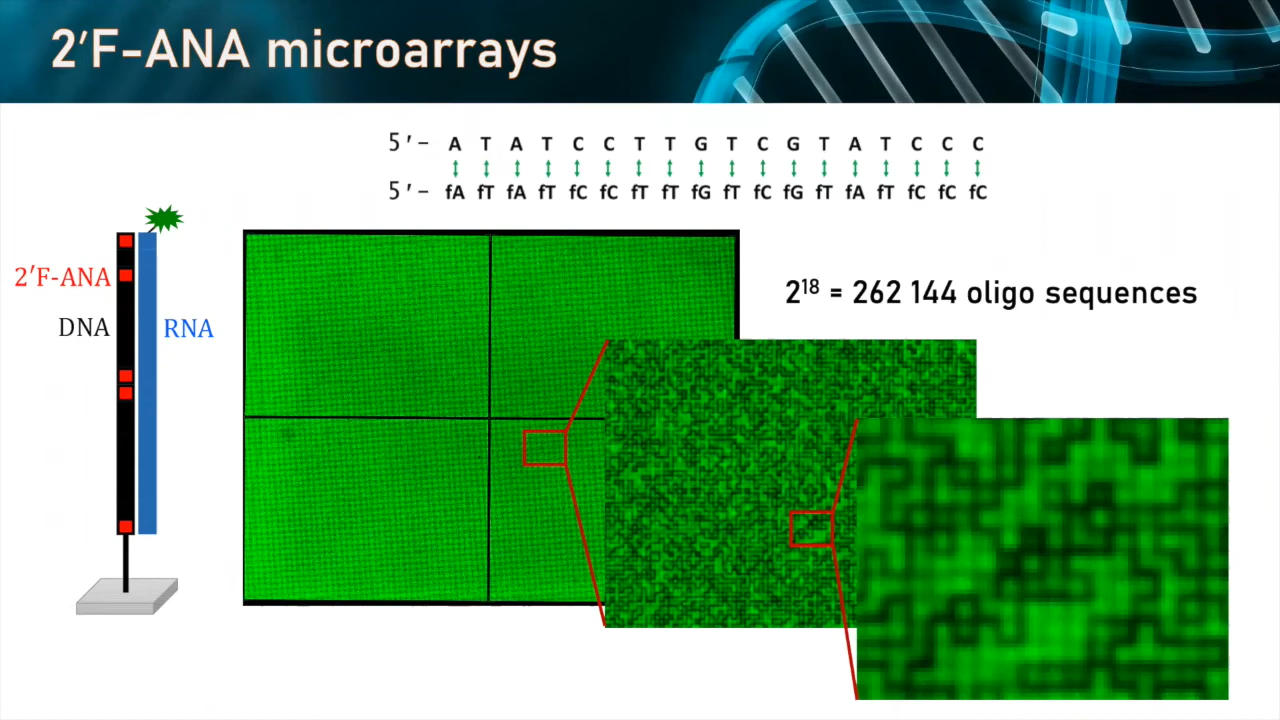 2′F-ANA microarrays
5′- A T A T C C T T G T C G T A T C C C
5′- fA fT fA fT fC fC fT fT fG fT fC fG fT fA fT fC fC fC
2′F-ANA
DNA
RNA
2¹⁸ = 262 144 oligo sequences